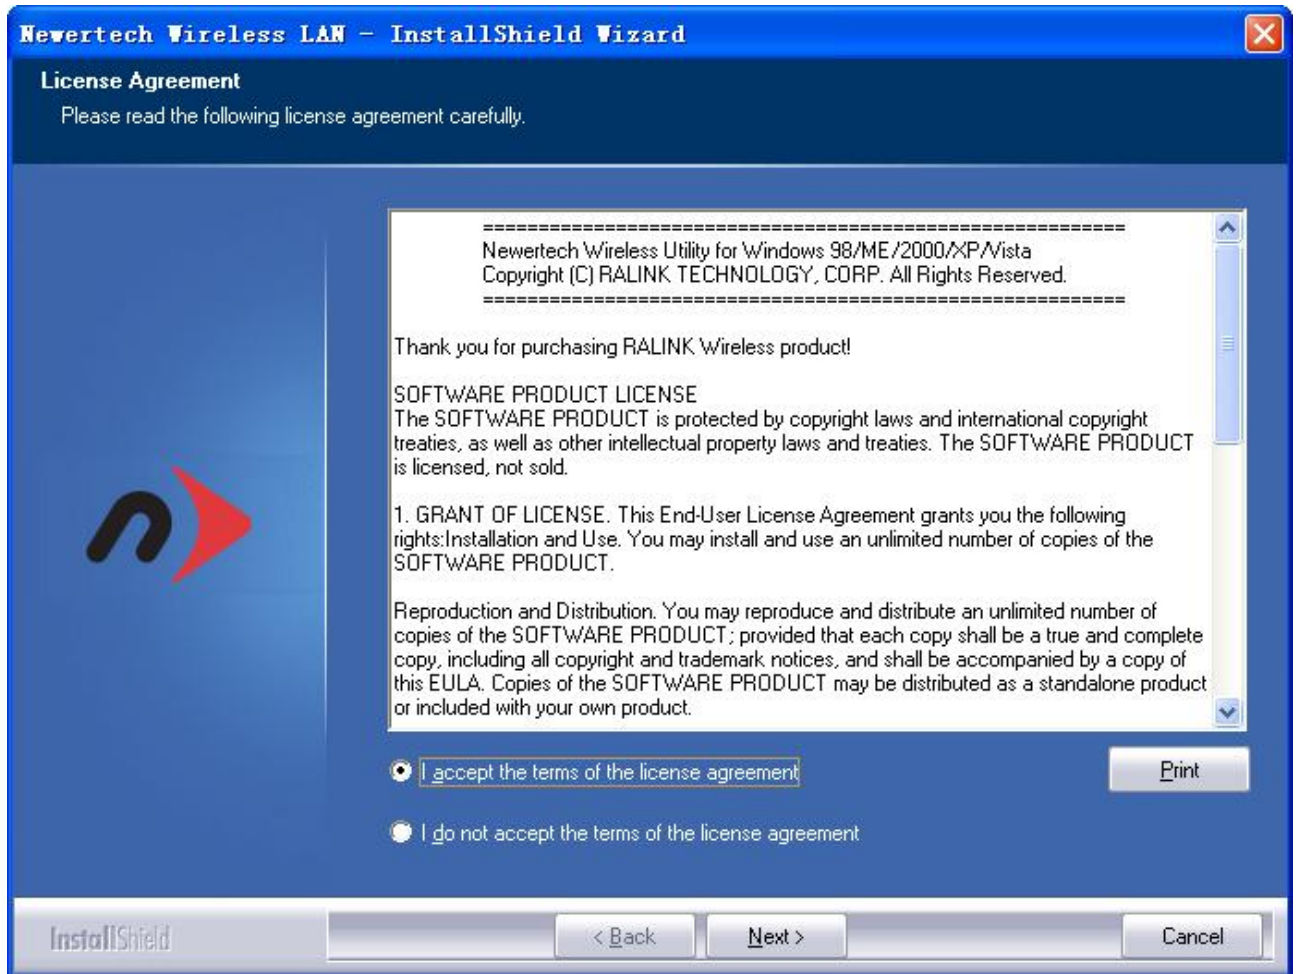 Newertech Wireless LAN - InstallShield Wizard
License Agreement
Please read the following license agreement carefully.
==========================================================
Newertech Wireless Utility for Windows 98/ME/2000/XP/Vista
Copyright (C) RALINK TECHNOLOGY, CORP. All Rights Reserved.
==========================================================
Thank you for purchasing RALINK Wireless product!
SOFTWARE PRODUCT LICENSE
The SOFTWARE PRODUCT is protected by copyright laws and international copyright
treaties, as well as other intellectual property laws and treaties. The SOFTWARE PRODUCT
is licensed, not sold.
1. GRANT OF LICENSE. This End-User License Agreement grants you the following
rights:Installation and Use. You may install and use an unlimited number of copies of the
SOFTWARE PRODUCT.
Reproduction and Distribution. You may reproduce and distribute an unlimited number of
copies of the SOFTWARE PRODUCT; provided that each copy shall be a true and complete
copy, including all copyright and trademark notices, and shall be accompanied by a copy of
this EULA. Copies of the SOFTWARE PRODUCT may be distributed as a standalone product
or included with your own product.
I accept the terms of the license agreement
Print
I do not accept the terms of the license agreement
InstallShield
< Back
Next >
Cancel